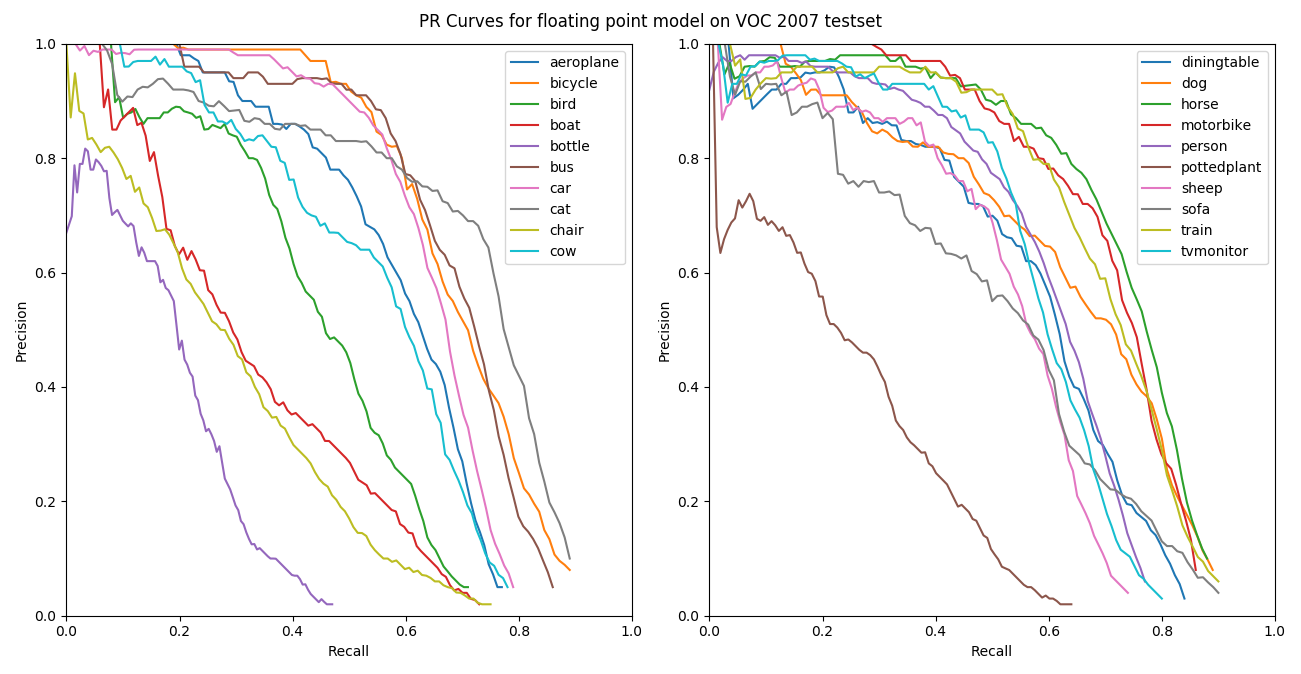 PR Curves for floating point model on VOC 2007 testset
1.0
0.8
0.6
0.4
0.2
0.0
0.0 0.2 0.4 0.6 0.8 1.0
Precision
Recall
aeroplane
bicycle
bird
boat
bottle
bus
car
cat
chair
cow
1.0
0.8
0.6
0.4
0.2
0.0
0.0 0.2 0.4 0.6 0.8 1.0
Precision
Recall
diningtable
dog
horse
motorbike
person
pottedplant
sheep
sofa
train
tvmonitor